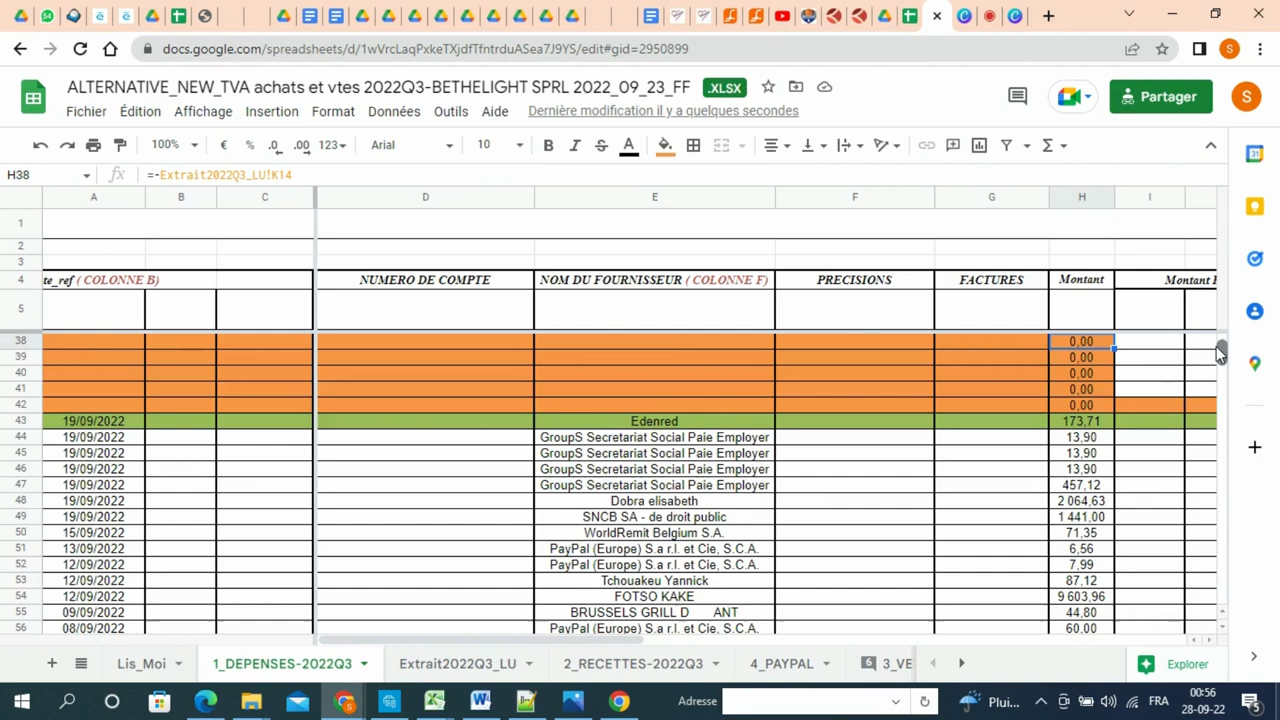 docs.google.com/spreadsheets/d/1wVrcLaqPxkeTXjdfTfntrduASea7J9YS/edit#gid=2950899
S
ALTERNATIVE_NEW_TVA achats et vtes 2022Q3-BETHELIGHT SPRL 2022_09_23_FF .XLSX
Fichier Édition Affichage Insertion Format Données Outils Aide Dernière modification il y a quelques secondes
Partager
S
100% € % .0 .00 123 Arial 10 B I S A Σ
H38 fx =-Extrait2022Q3_LU!K14
A B C D E F G H I
1
2
3
4 te_ref ( COLONNE B) NUMERO DE COMPTE NOM DU FOURNISSEUR ( COLONNE F) PRECISIONS FACTURES Montant Montant
5
38 0,00
39 0,00
40 0,00
41 0,00
42 0,00
43 19/09/2022 Edenred 173,71
44 19/09/2022 GroupS Secretariat Social Paie Employer 13,90
45 19/09/2022 GroupS Secretariat Social Paie Employer 13,90
46 19/09/2022 GroupS Secretariat Social Paie Employer 13,90
47 19/09/2022 GroupS Secretariat Social Paie Employer 457,12
48 19/09/2022 Dobra elisabeth 2 064,63
49 19/09/2022 SNCB SA - de droit public 1 441,00
50 15/09/2022 WorldRemit Belgium S.A. 71,35
51 13/09/2022 PayPal (Europe) S.a r.l. et Cie, S.C.A. 6,56
52 12/09/2022 PayPal (Europe) S.a r.l. et Cie, S.C.A. 7,99
53 12/09/2022 Tchouakeu Yannick 87,12
54 12/09/2022 FOTSO KAKE 9 603,96
55 09/09/2022 BRUSSELS GRILL D ANT 44,80
56 08/09/2022 PayPal (Europe) S.a r.l. et Cie, S.C.A. 60,00
Lis_Moi 1_DEPENSES-2022Q3 Extrait2022Q3_LU 2_RECETTES-2022Q3 4_PAYPAL 6 3_VE Explorer
Adresse Plui... FRA 00:56
28-09-22 5